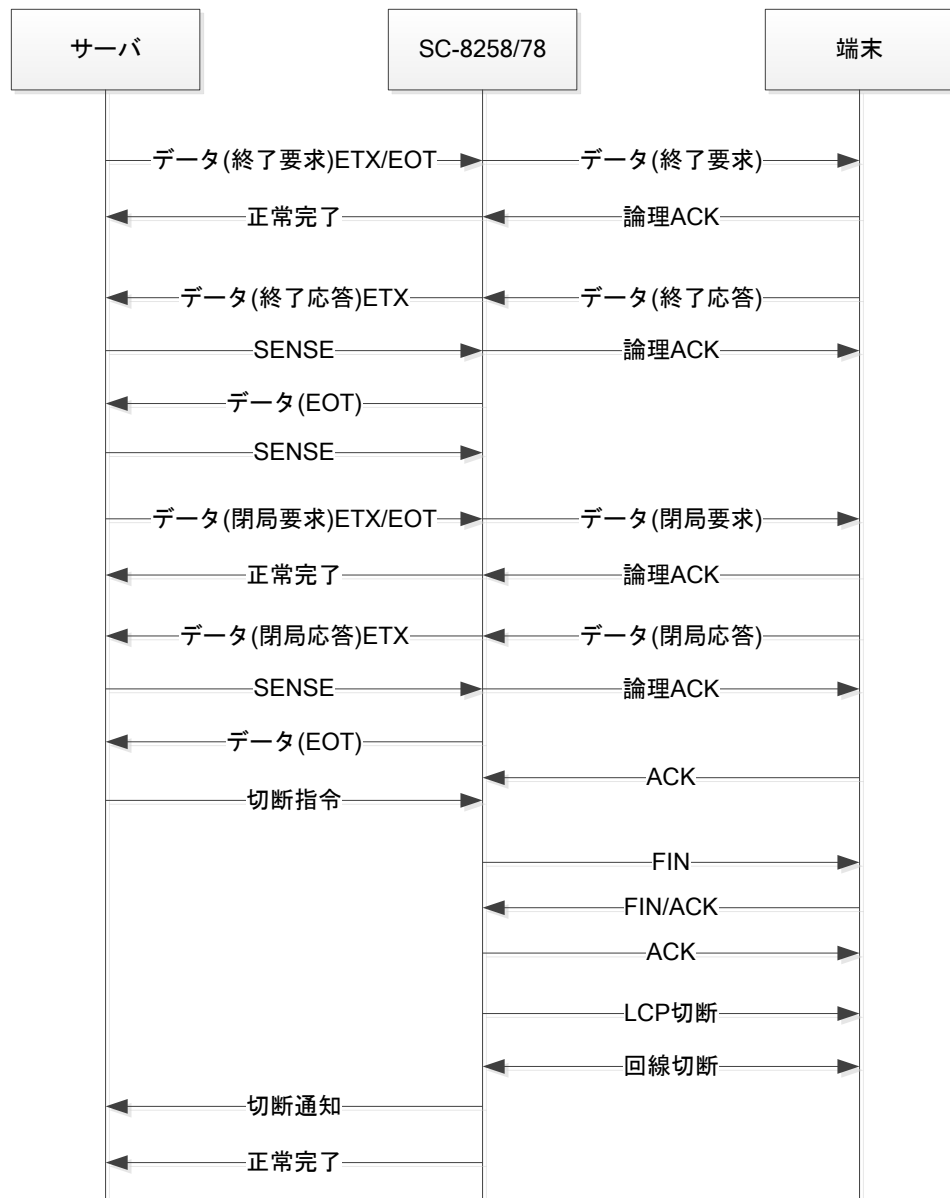 サーバ
SC-8258/78
端末
データ(終了要求)ETX/EOT
データ(終了要求)
正常完了
論理ACK
データ(終了応答)ETX
データ(終了応答)
SENSE
論理ACK
データ(EOT)
SENSE
データ(閉局要求)ETX/EOT
データ(閉局要求)
正常完了
論理ACK
データ(閉局応答)ETX
データ(閉局応答)
SENSE
論理ACK
データ(EOT)
ACK
切断指令
FIN
FIN/ACK
ACK
LCP切断
回線切断
切断通知
正常完了